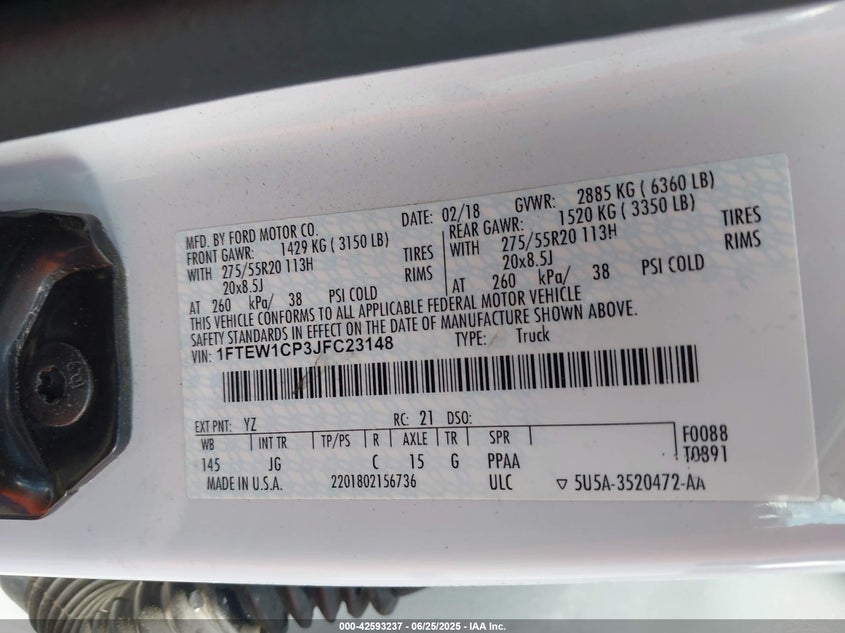 MFD. BY FORD MOTOR CO.
DATE: 02/18 GVWR: 2885 KG ( 6360 LB)
FRONT GAWR: 1429 KG ( 3150 LB)
REAR GAWR: 1520 KG ( 3350 LB)
WITH 275/55R20 113H TIRES
WITH 275/55R20 113H TIRES
20x8.5J RIMS
20x8.5J RIMS
AT 260 kPa/ 38 PSI COLD
AT 260 kPa/ 38 PSI COLD
THIS VEHICLE CONFORMS TO ALL APPLICABLE FEDERAL MOTOR VEHICLE
SAFETY STANDARDS IN EFFECT ON THE DATE OF MANUFACTURE SHOWN ABOVE.
VIN: 1FTEW1CP3JFC23148 TYPE: Truck
EXT PNT: YZ RC: 21 DSO:
WB INT TR TP/PS R AXLE TR SPR F0088
145 JG C 15 G PPAA T0891
MADE IN U.S.A. 2201802156736 ULC ▽ 5U5A-3520472-AA
000-42593237 - 06/25/2025 - IAA Inc.